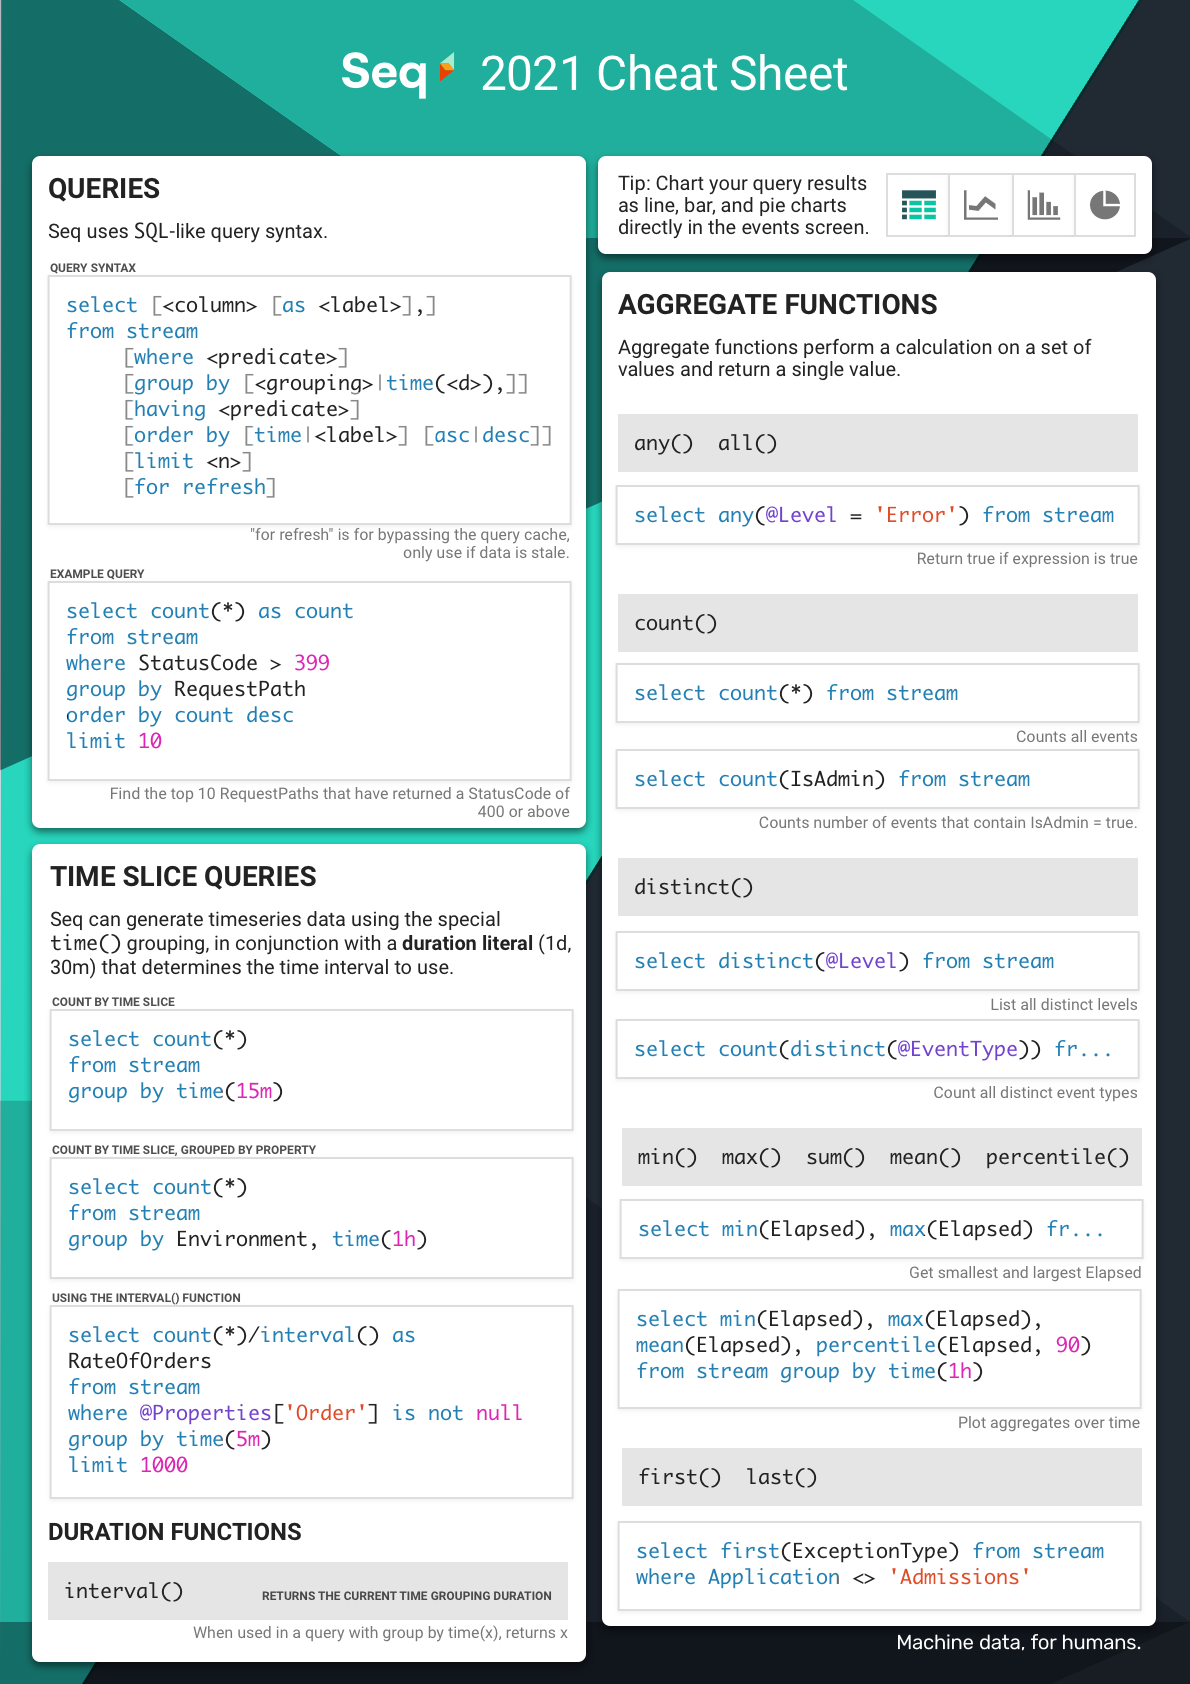 Seq 2021 Cheat Sheet
QUERIES
Seq uses SQL-like query syntax.
QUERY SYNTAX
select [<column> [as <label>],]
from stream
[where <predicate>]
[group by [<grouping>|time(<d>),]]
[having <predicate>]
[order by [time|<label>] [asc|desc]]
[limit <n>]
[for refresh]
"for refresh" is for bypassing the query cache,
only use if data is stale.
EXAMPLE QUERY
select count(*) as count
from stream
where StatusCode > 399
group by RequestPath
order by count desc
limit 10
Find the top 10 RequestPaths that have returned a StatusCode of
400 or above
TIME SLICE QUERIES
Seq can generate timeseries data using the special
time() grouping, in conjunction with a duration literal (1d,
30m) that determines the time interval to use.
COUNT BY TIME SLICE
select count(*)
from stream
group by time(15m)
COUNT BY TIME SLICE, GROUPED BY PROPERTY
select count(*)
from stream
group by Environment, time(1h)
USING THE INTERVAL() FUNCTION
select count(*)/interval() as
RateOfOrders
from stream
where @Properties['Order'] is not null
group by time(5m)
limit 1000
DURATION FUNCTIONS
interval() RETURNS THE CURRENT TIME GROUPING DURATION
When used in a query with group by time(x), returns x
Tip: Chart your query results
as line, bar, and pie charts
directly in the events screen.
AGGREGATE FUNCTIONS
Aggregate functions perform a calculation on a set of
values and return a single value.
any() all()
select any(@Level = 'Error') from stream
Return true if expression is true
count()
select count(*) from stream
Counts all events
select count(IsAdmin) from stream
Counts number of events that contain IsAdmin = true.
distinct()
select distinct(@Level) from stream
List all distinct levels
select count(distinct(@EventType)) fr...
Count all distinct event types
min() max() sum() mean() percentile()
select min(Elapsed), max(Elapsed) fr...
Get smallest and largest Elapsed
select min(Elapsed), max(Elapsed),
mean(Elapsed), percentile(Elapsed, 90)
from stream group by time(1h)
Plot aggregates over time
first() last()
select first(ExceptionType) from stream
where Application <> 'Admissions'
Machine data, for humans.